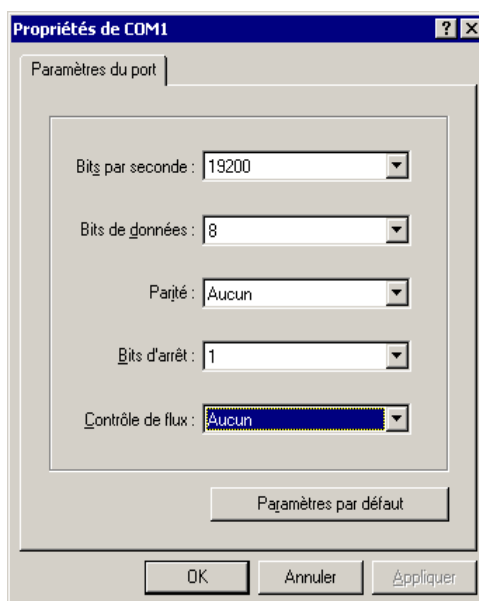 Propriétés de COM1
Paramètres du port
Bits par seconde : 19200
Bits de données : 8
Parité : Aucun
Bits d'arrêt : 1
Contrôle de flux : Aucun
Paramètres par défaut
OK Annuler Appliquer